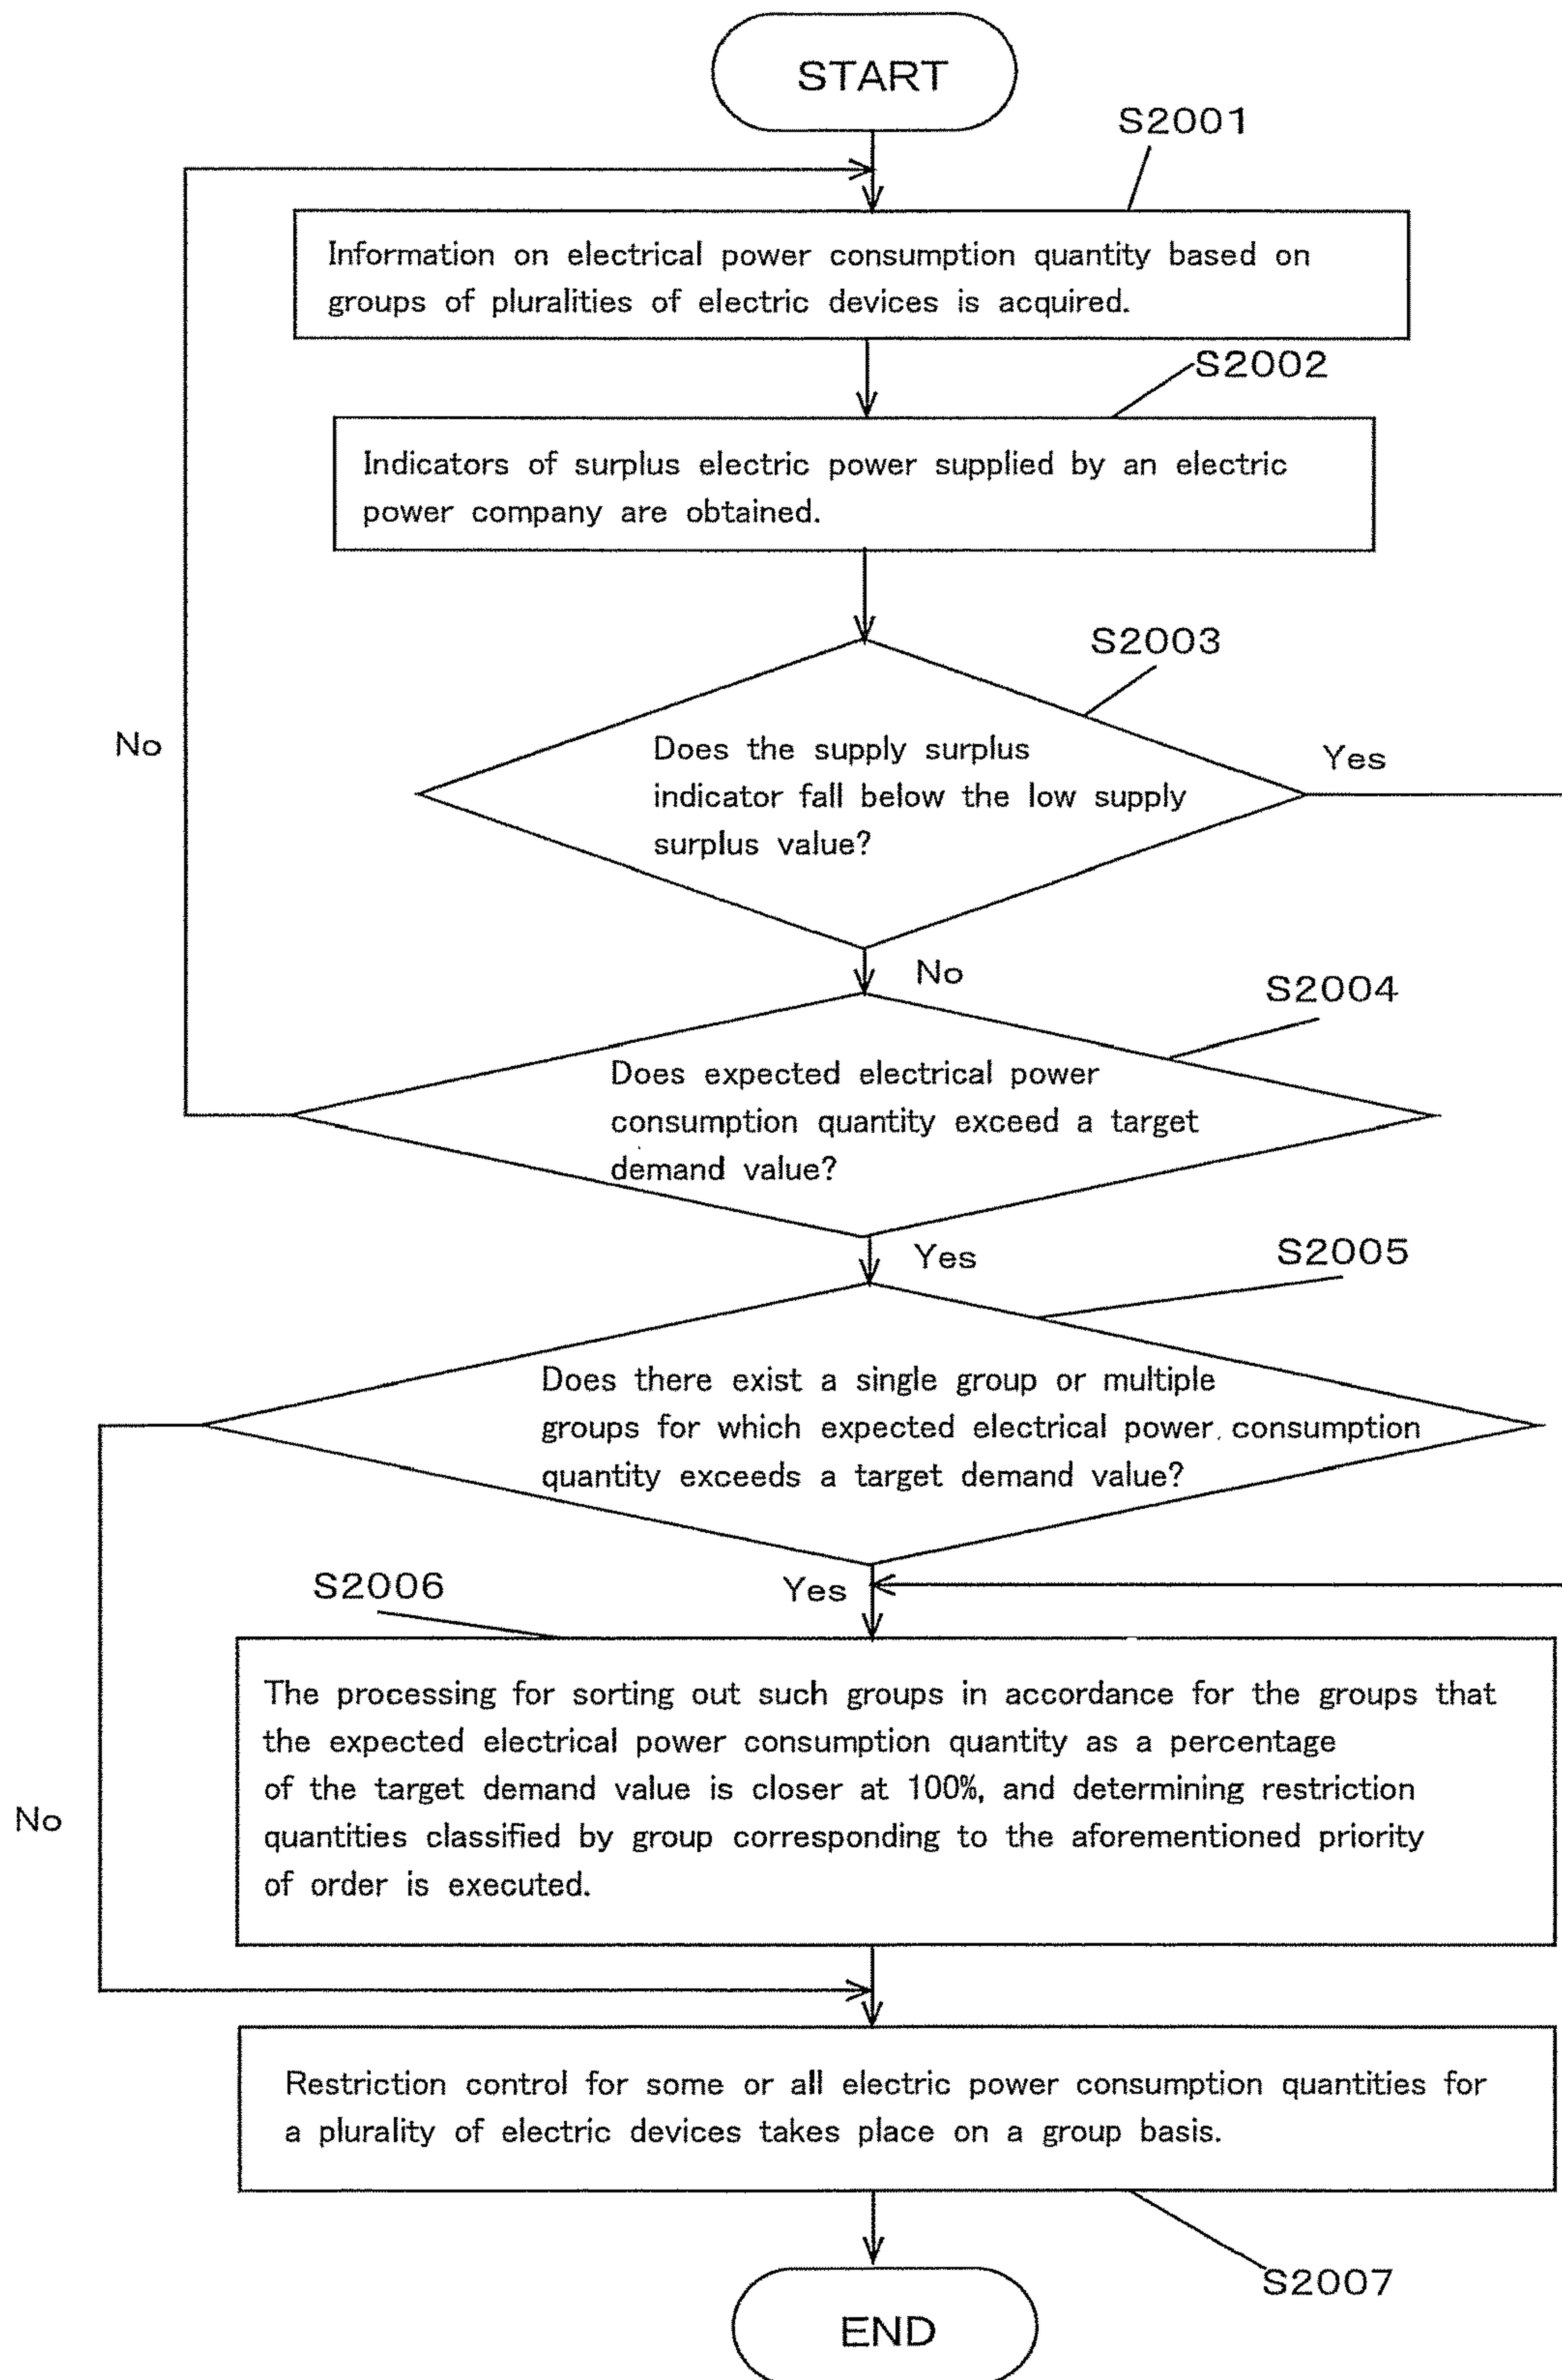 START
S2001
Information on electrical power consumption quantity based on
groups of pluralities of electric devices is acquired.
S2002
Indicators of surplus electric power supplied by an electric
power company are obtained.
S2003
No
Does the supply surplus
indicator fall below the low supply
surplus value?
Yes
No
S2004
Does expected electrical power
consumption quantity exceed a target
demand value?
Yes
S2005
Does there exist a single group or multiple
groups for which expected electrical power consumption
quantity exceeds a target demand value?
S2006
Yes
The processing for sorting out such groups in accordance for the groups that
the expected electrical power consumption quantity as a percentage
of the target demand value is closer at 100%, and determining restriction
quantities classified by group corresponding to the aforementioned priority
of order is executed.
No
Restriction control for some or all electric power consumption quantities for
a plurality of electric devices takes place on a group basis.
S2007
END